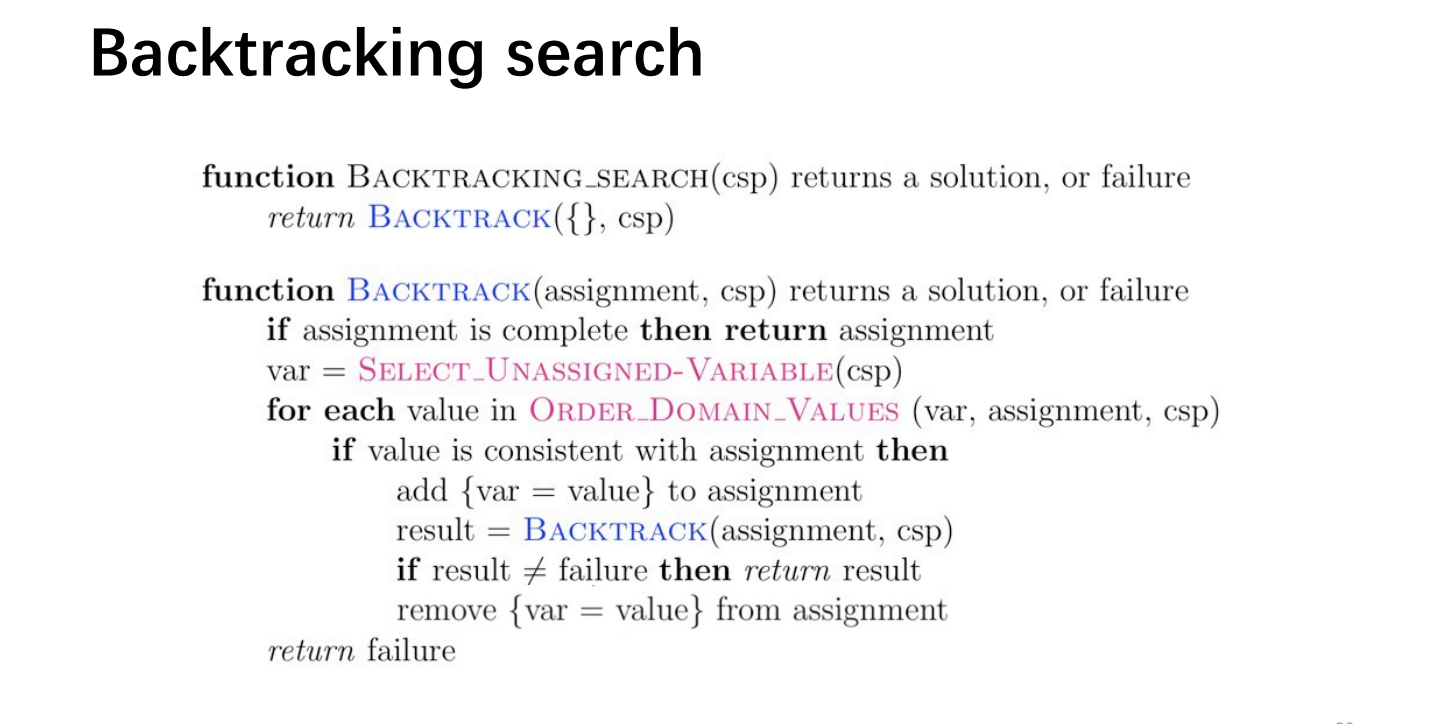 Backtracking search
function BACKTRACKING_SEARCH(csp) returns a solution, or failure
return BACKTRACK({}, csp)
function BACKTRACK(assignment, csp) returns a solution, or failure
if assignment is complete then return assignment
var = SELECT_UNASSIGNED-VARIABLE(csp)
for each value in ORDER_DOMAIN_VALUES (var, assignment, csp)
if value is consistent with assignment then
add {var = value} to assignment
result = BACKTRACK(assignment, csp)
if result ≠ failure then return result
remove {var = value} from assignment
return failure